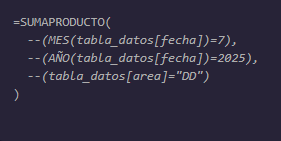 =SUMAPRODUCTO(
  --(MES(tabla_datos[fecha])=7),
  --(AÑO(tabla_datos[fecha])=2025),
  --(tabla_datos[area]="DD")
)